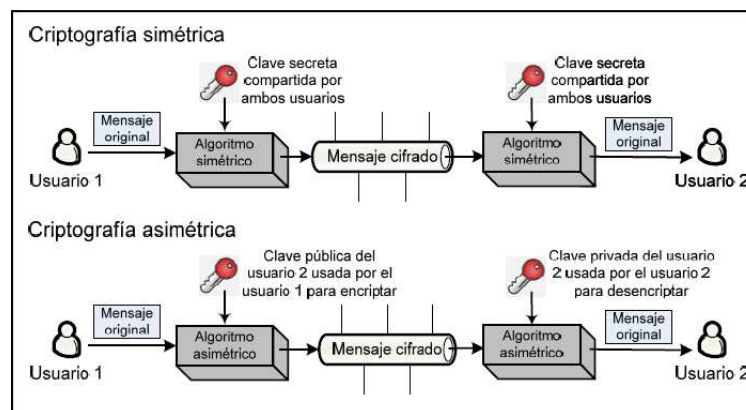 Criptografía simétrica
Clave secreta
compartida por
ambos usuarios
Clave secreta
compartida por
ambos usuarios
Mensaje
original
Algoritmo
simétrico
Mensaje cifrado
Algoritmo
simétrico
Mensaje
original
Usuario 1
Usuario 2
Criptografía asimétrica
Clave pública del
usuario 2 usada por el
usuario 1 para encriptar
Clave privada del usuario
2 usada por el usuario 2
para desencriptar
Mensaje
original
Algoritmo
asimétrico
Mensaje cifrado
Algoritmo
asimétrico
Mensaje
original
Usuario 1
Usuario 2